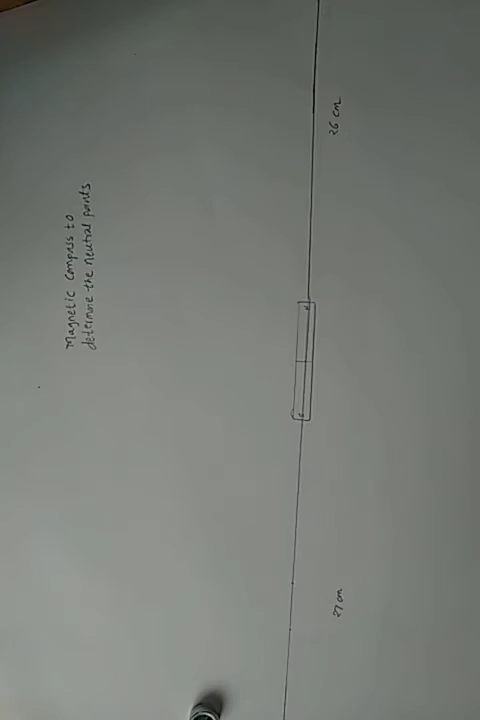 Magnetic compass to
determine the neutral points
26 cm
27 cm